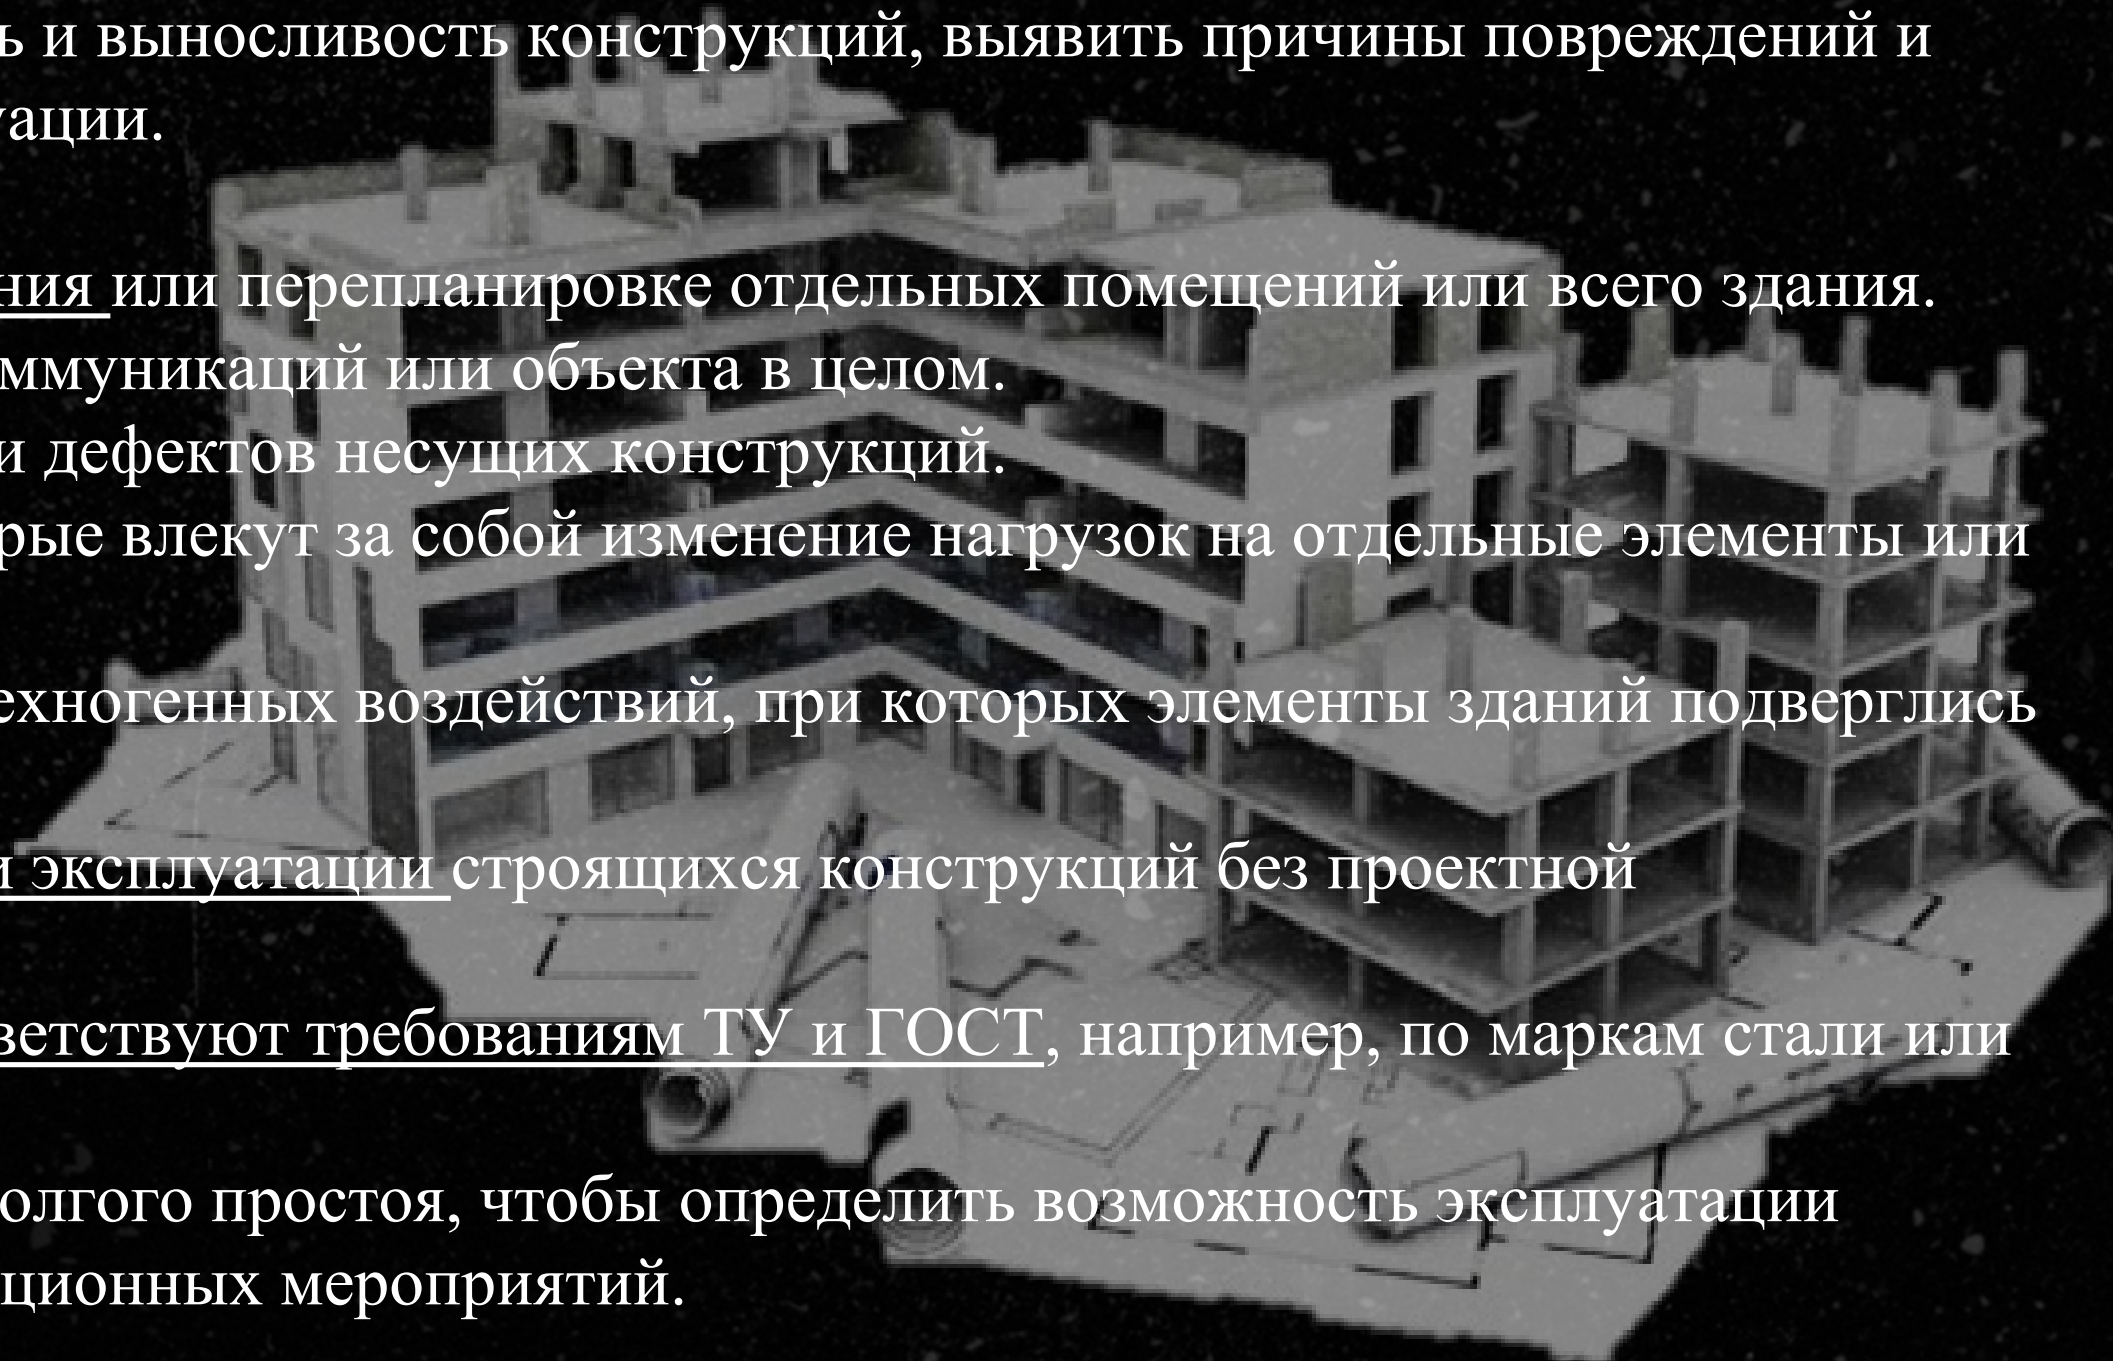 ь и выносливость конструкций, выявить причины повреждений и
уации.
ния или перепланировке отдельных помещений или всего здания.
ммуникаций или объекта в целом.
и дефектов несущих конструкций.
рые влекут за собой изменение нагрузок на отдельные элементы или
ехногенных воздействий, при которых элементы зданий подверглись
и эксплуатации строящихся конструкций без проектной
ветствуют требованиям ТУ и ГОСТ, например, по маркам стали или
олгого простоя, чтобы определить возможность эксплуатации
ционных мероприятий.